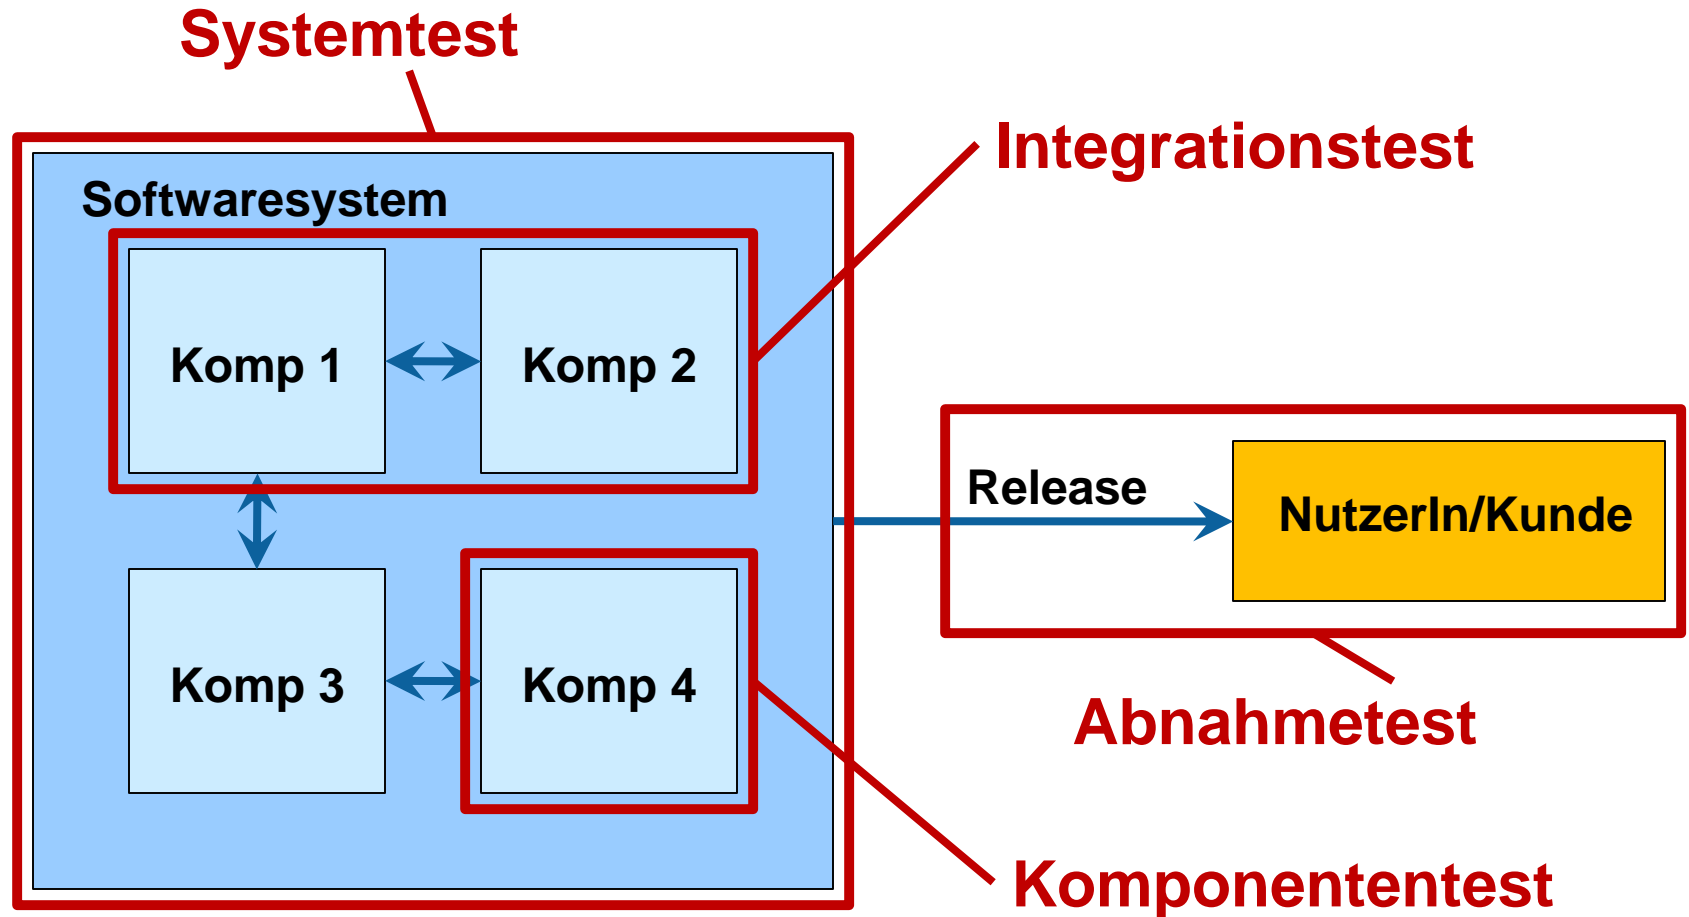 Systemtest
Integrationstest
Softwaresystem
Komp 1
Komp 2
Release
NutzerIn/Kunde
Komp 3
Komp 4
Abnahmetest
Komponententest